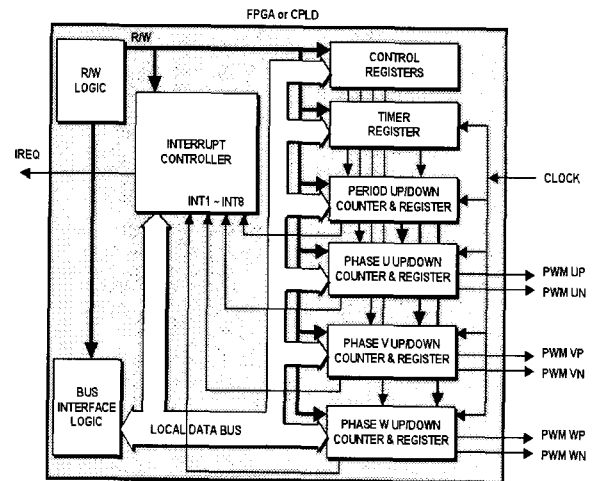 FPGA or CPLD
R/W
R/W
LOGIC
CONTROL
REGISTERS
TIMER
REGISTER
INTERRUPT
CONTROLLER
INT1 ~ INT8
IREQ
CLOCK
PERIOD UP/DOWN
COUNTER & REGISTER
PHASE U UP/DOWN
COUNTER & REGISTER
PWM UP
PWM UN
PHASE V UP/DOWN
COUNTER & REGISTER
PWM VP
PWM VN
BUS
INTERFACE
LOGIC
LOCAL DATA BUS
PHASE W UP/DOWN
COUNTER & REGISTER
PWM WP
PWM WN